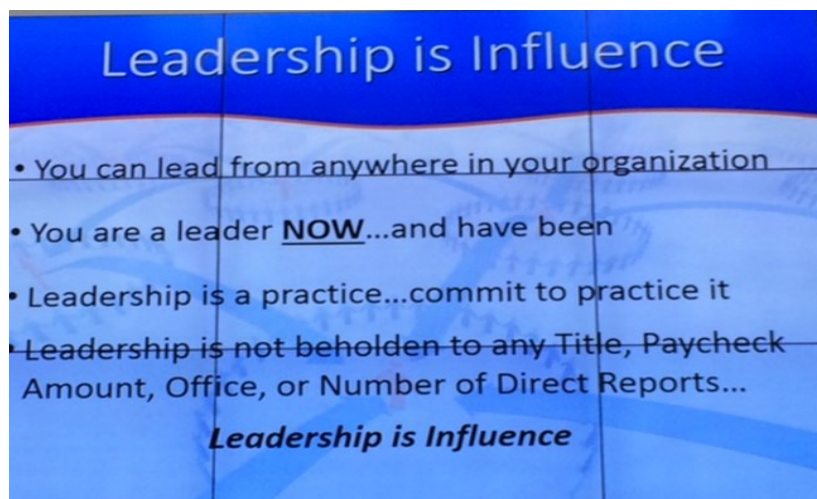 Leadership is Influence
• You can lead from anywhere in your organization
• You are a leader NOW...and have been
• Leadership is a practice...commit to practice it
• Leadership is not beholden to any Title, Paycheck
Amount, Office, or Number of Direct Reports...
Leadership is Influence